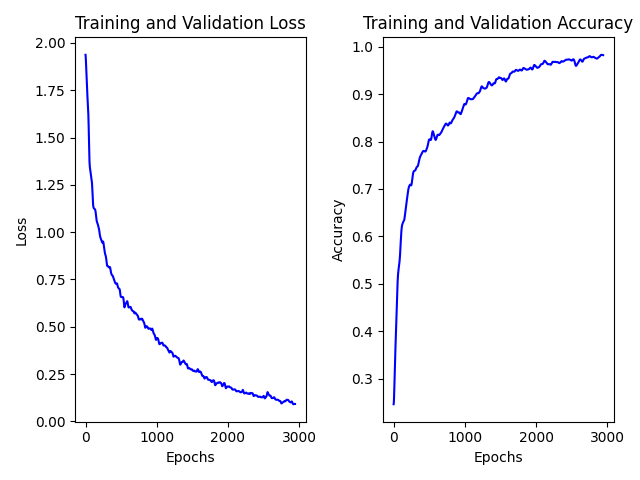 Training and Validation Loss
2.00
1.75
1.50
1.25
1.00
0.75
0.50
0.25
0.00
Loss
0 1000 2000 3000
Epochs
Training and Validation Accuracy
1.0
0.9
0.8
0.7
0.6
0.5
0.4
0.3
Accuracy
0 1000 2000 3000
Epochs